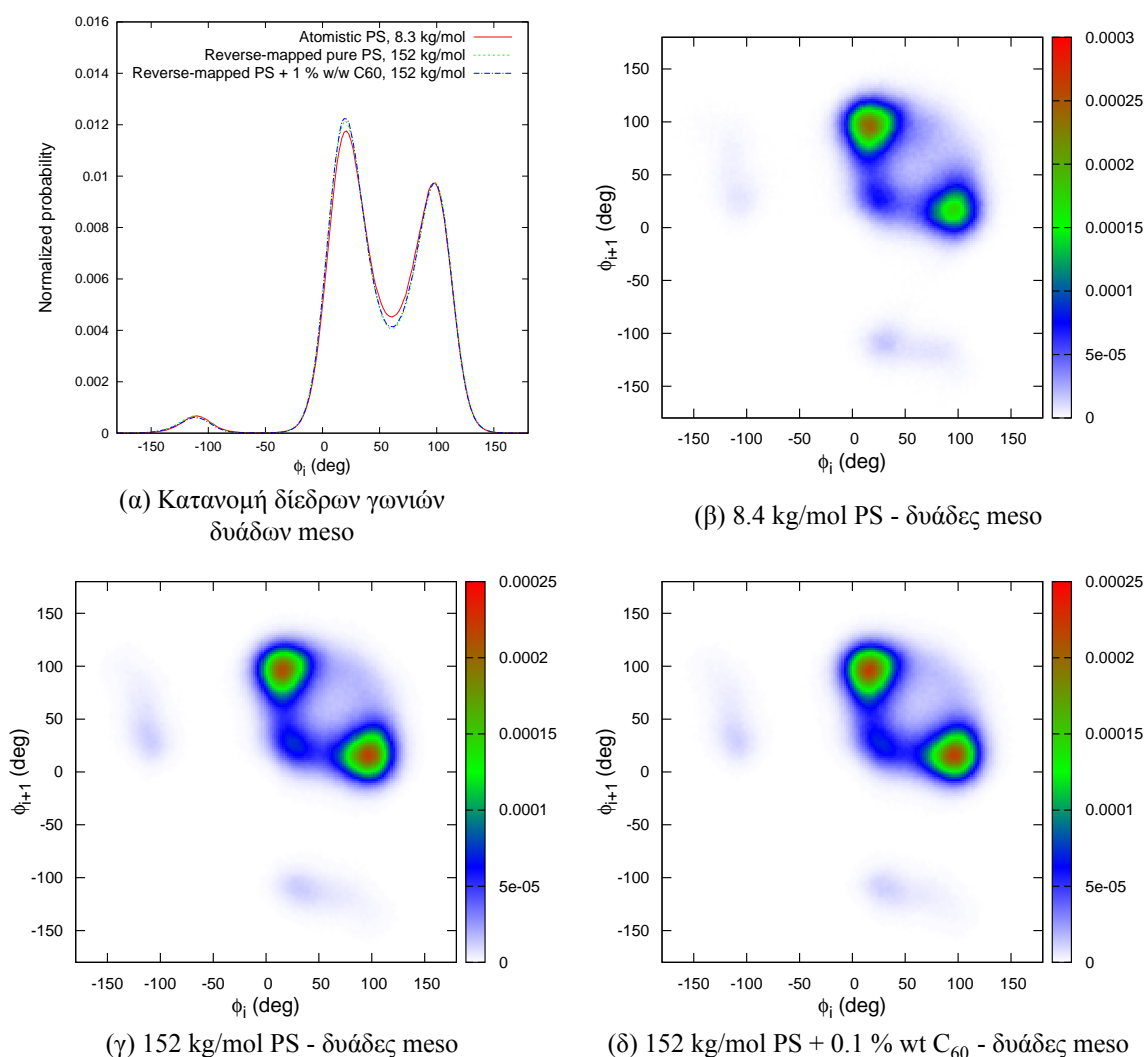 0.016
0.014
0.012
0.01
0.008
0.006
0.004
0.002
0
Normalized probability
Atomistic PS, 8.3 kg/mol
Reverse-mapped pure PS, 152 kg/mol
Reverse-mapped PS + 1 % w/w C60, 152 kg/mol
-150 -100 -50 0 50 100 150
ϕi (deg)
(α) Κατανομή δίεδρων γωνιών
δυάδων meso
150
100
50
0
-50
-100
-150
ϕi+1 (deg)
-150 -100 -50 0 50 100 150
ϕi (deg)
0.0003
0.00025
0.0002
0.00015
0.0001
5e-05
0
(β) 8.4 kg/mol PS - δυάδες meso
150
100
50
0
-50
-100
-150
ϕi+1 (deg)
-150 -100 -50 0 50 100 150
ϕi (deg)
0.00025
0.0002
0.00015
0.0001
5e-05
0
(γ) 152 kg/mol PS - δυάδες meso
150
100
50
0
-50
-100
-150
ϕi+1 (deg)
-150 -100 -50 0 50 100 150
ϕi (deg)
0.00025
0.0002
0.00015
0.0001
5e-05
0
(δ) 152 kg/mol PS + 0.1 % wt C60 - δυάδες meso